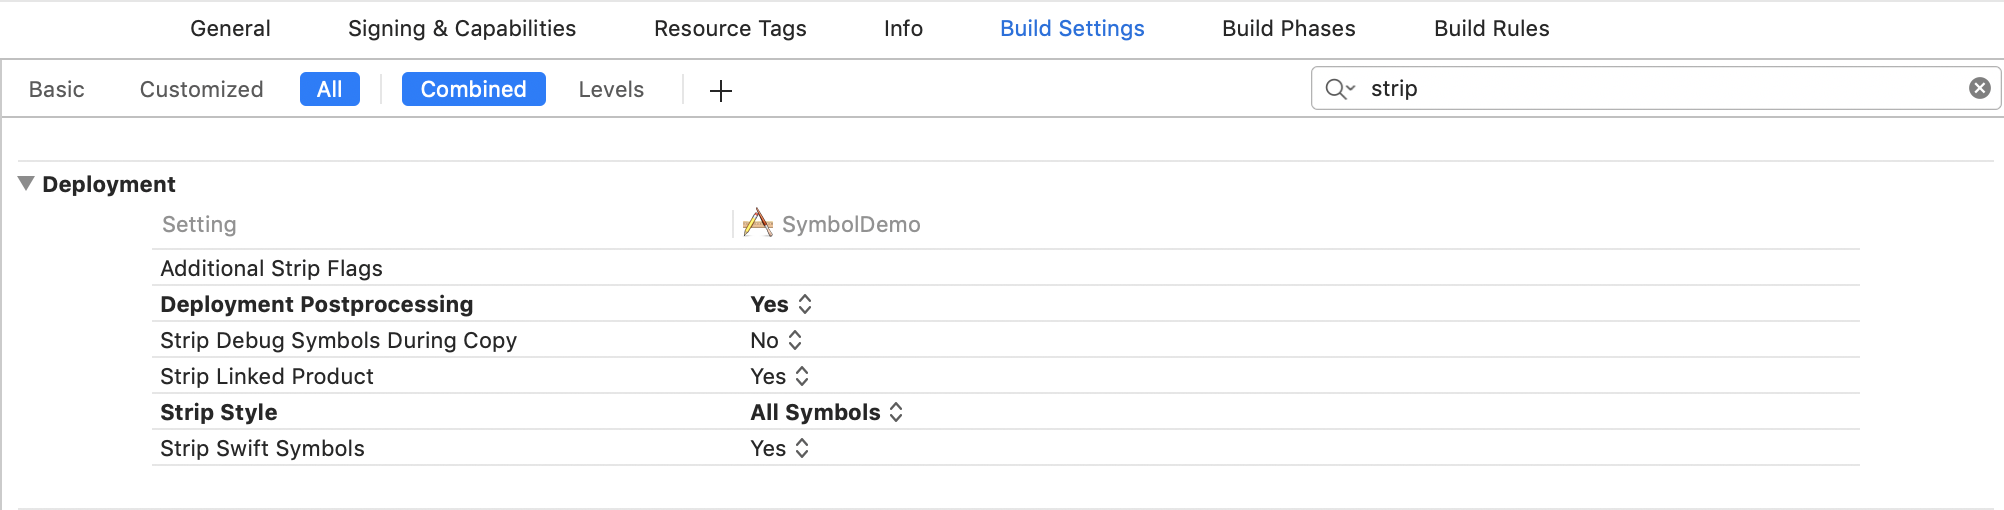 General Signing & Capabilities Resource Tags Info Build Settings Build Phases Build Rules
Basic Customized All Combined Levels + strip
Deployment
Setting SymbolDemo
Additional Strip Flags
Deployment Postprocessing Yes
Strip Debug Symbols During Copy No
Strip Linked Product Yes
Strip Style All Symbols
Strip Swift Symbols Yes